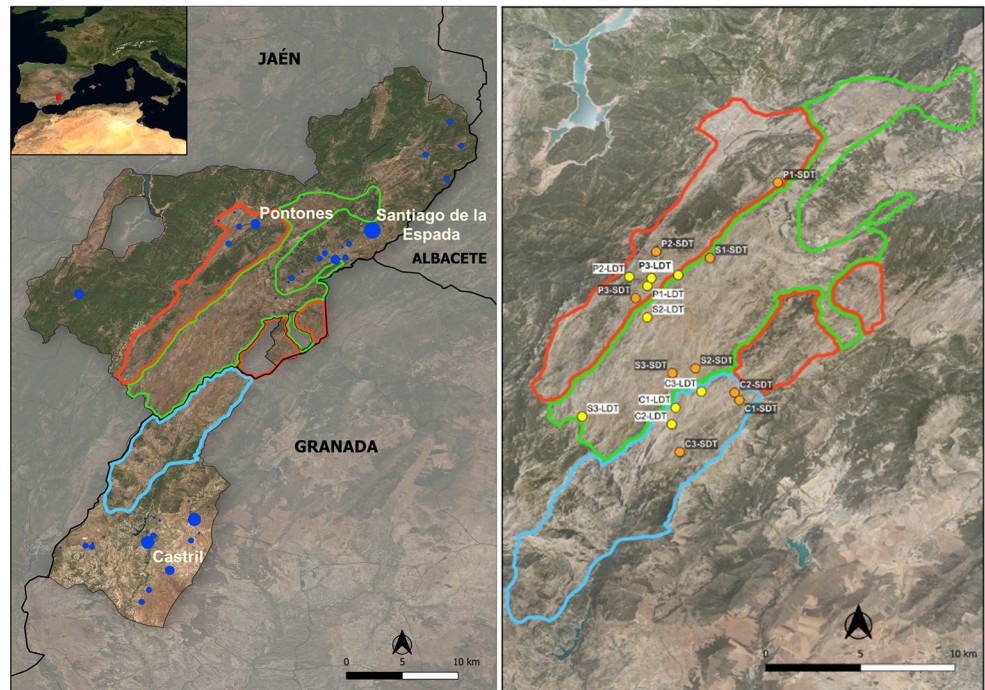 JAÉN
Pontones
Santiago de la
Espada
ALBACETE
GRANADA
Castril
0
5
10 km
P1-SDT
P2-SDT
S1-SDT
P2-LDT
P3-LDT
P3-SDT
P1-LDT
S2-LDT
S3-SDT
S2-SDT
C3-LDT
C2-SDT
C1-LDT
C1-SDT
S3-LDT
C2-LDT
C3-SDT
0
5
10 km